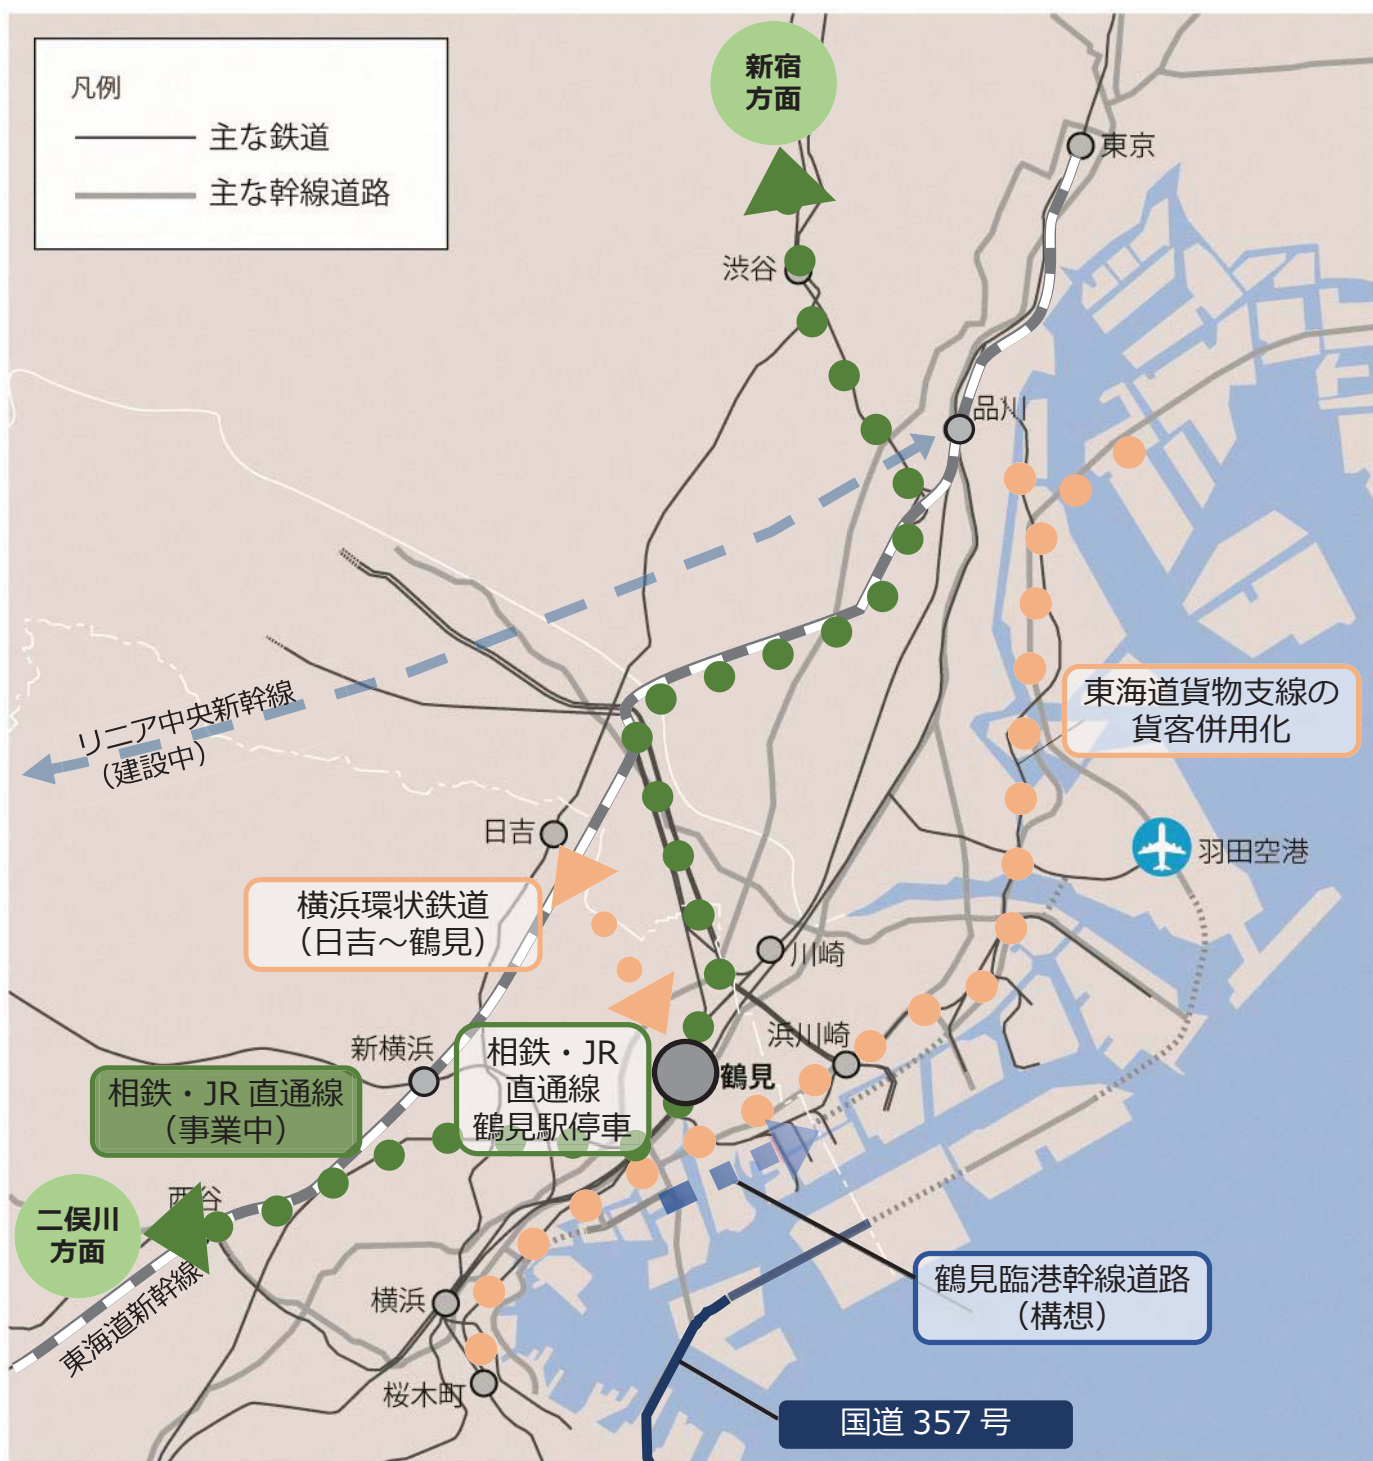 凡例
主な鉄道
主な幹線道路
新宿
方面
東京
渋谷
品川
リニア中央新幹線
（建設中）
東海道貨物支線の
貨客併用化
日吉
羽田空港
横浜環状鉄道
（日吉～鶴見）
川崎
浜川崎
新横浜
相鉄・JR
直通線
鶴見駅停車
鶴見
相鉄・JR 直通線
（事業中）
西谷
二俣川
方面
東海道新幹線
横浜
鶴見臨港幹線道路
（構想）
桜木町
国道 357 号